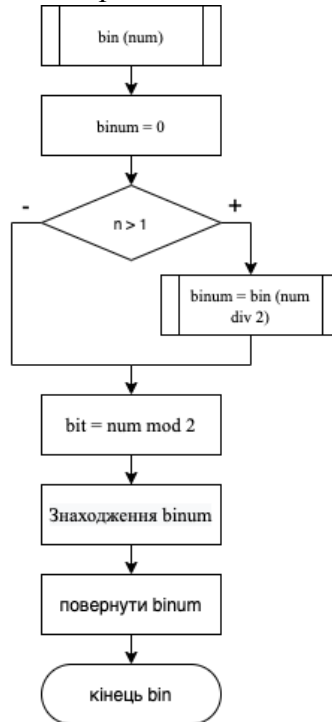 bin (num)
binum = 0
-
+
n > 1
binum = bin (num
div 2)
bit = num mod 2
Знаходження binum
повернути binum
кінець bin